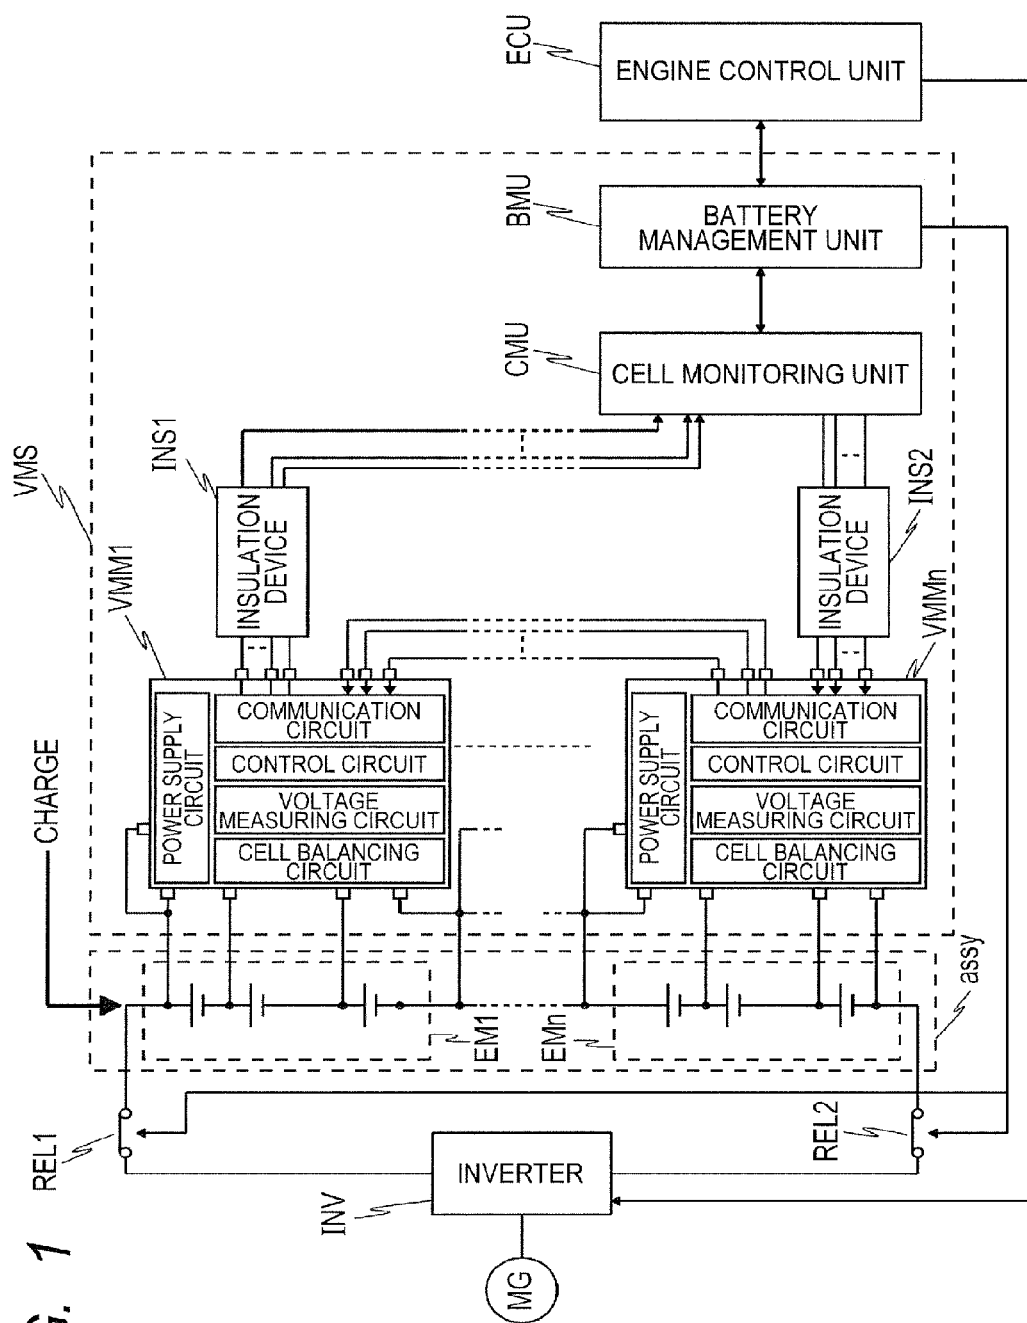 ECU
ENGINE CONTROL UNIT
BMU
BATTERY
MANAGEMENT UNIT
CMU
CELL MONITORING UNIT
VMS
INS1
INSULATION
DEVICE
INSULATION
DEVICE
INS2
VMM1
VMMn
POWER SUPPLY
CIRCUIT
COMMUNICATION
CIRCUIT
CONTROL CIRCUIT
VOLTAGE
MEASURING CIRCUIT
CELL BALANCING
CIRCUIT
POWER SUPPLY
CIRCUIT
COMMUNICATION
CIRCUIT
CONTROL CIRCUIT
VOLTAGE
MEASURING CIRCUIT
CELL BALANCING
CIRCUIT
CHARGE
assy
EM1
EMn
REL1
REL2
INVERTER
INV
MG
G. 1